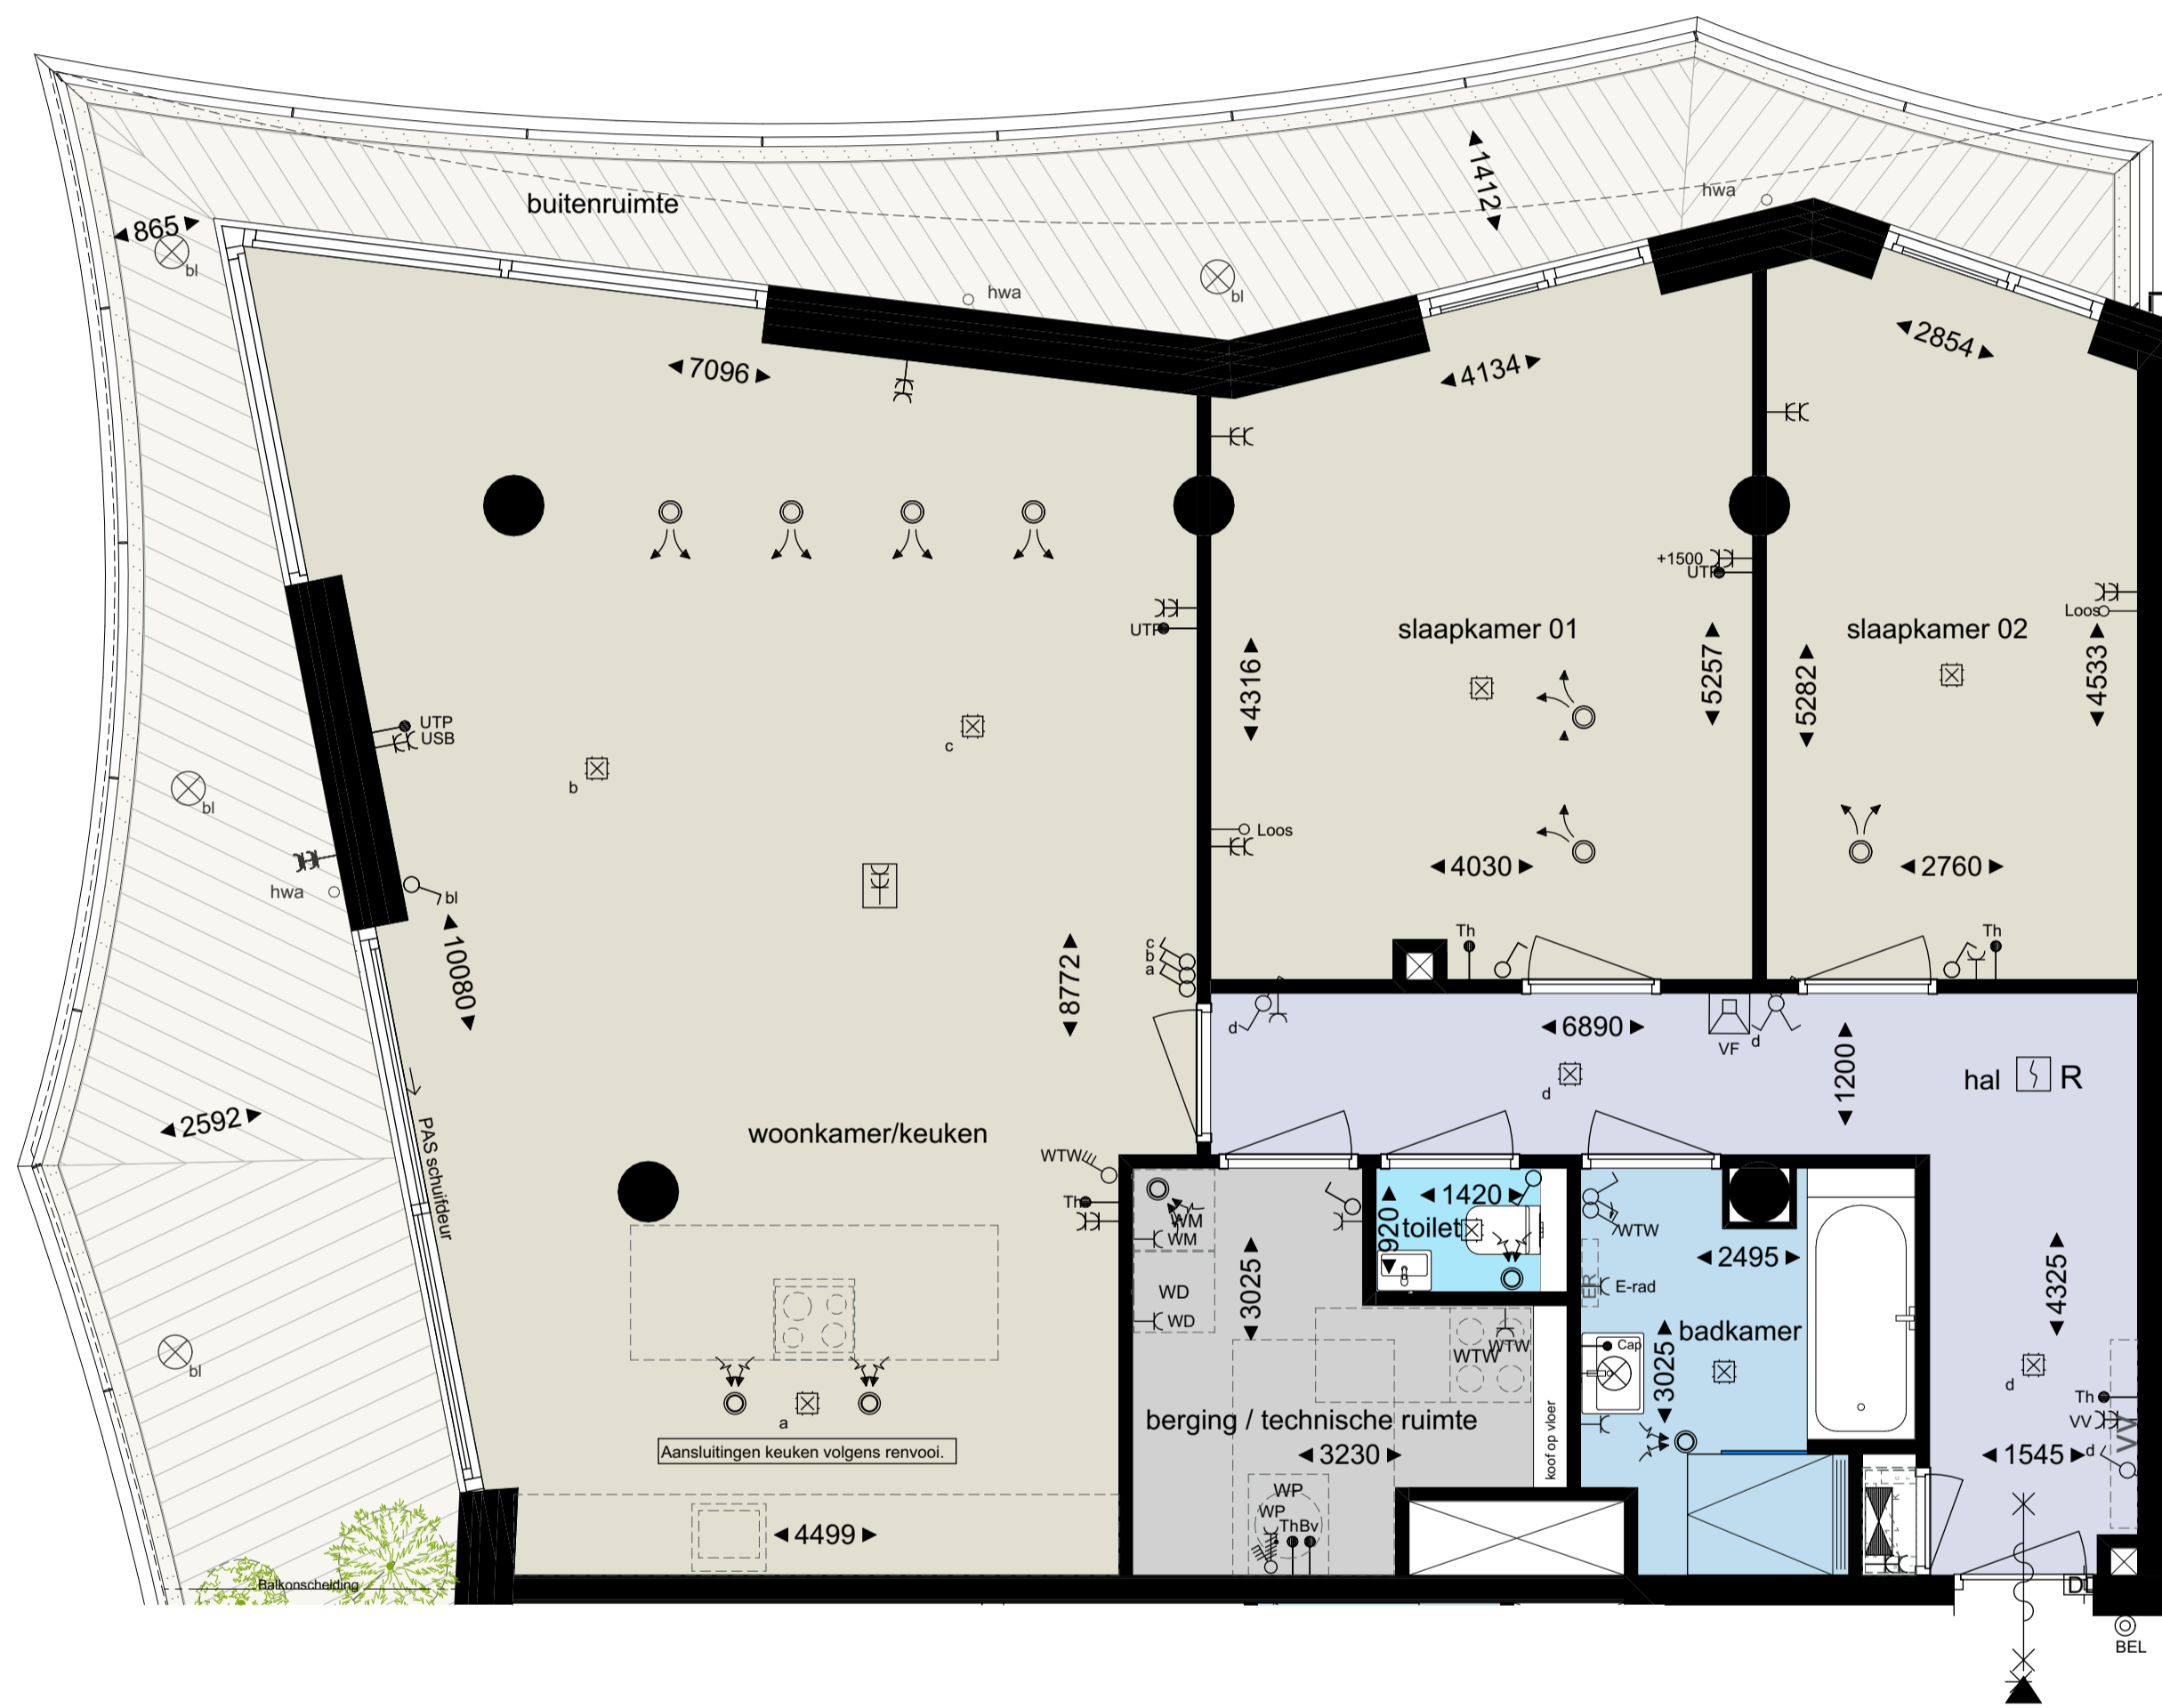 buitenruimte
865
bl
hwa
bl
1412
hwa
7096
4134
2854
+1500
UTP
UTP
Loos
slaapkamer 01
slaapkamer 02
4316
5257
5282
4533
UTP
USB
c
b
bl
Loos
4030
2760
hwa
bl
10080
8772
c
b
a
Th
Th
d
6890
VF
d
1200
d
hal
R
2592
PAS schuifdeur
woonkamer/keuken
WTW
Th
WM
WM
WD
WD
3025
1420
920
toilet
WTW
2495
ER
E-rad
4325
badkamer
Cap
3025
WTW
WTW
bl
a
d
Th
VV
VV
d
berging / technische ruimte
3230
koof op vloer
1545
Aansluitingen keuken volgens renvooi.
4499
WP
WP
ThBv
Balkonscheiding
BEL